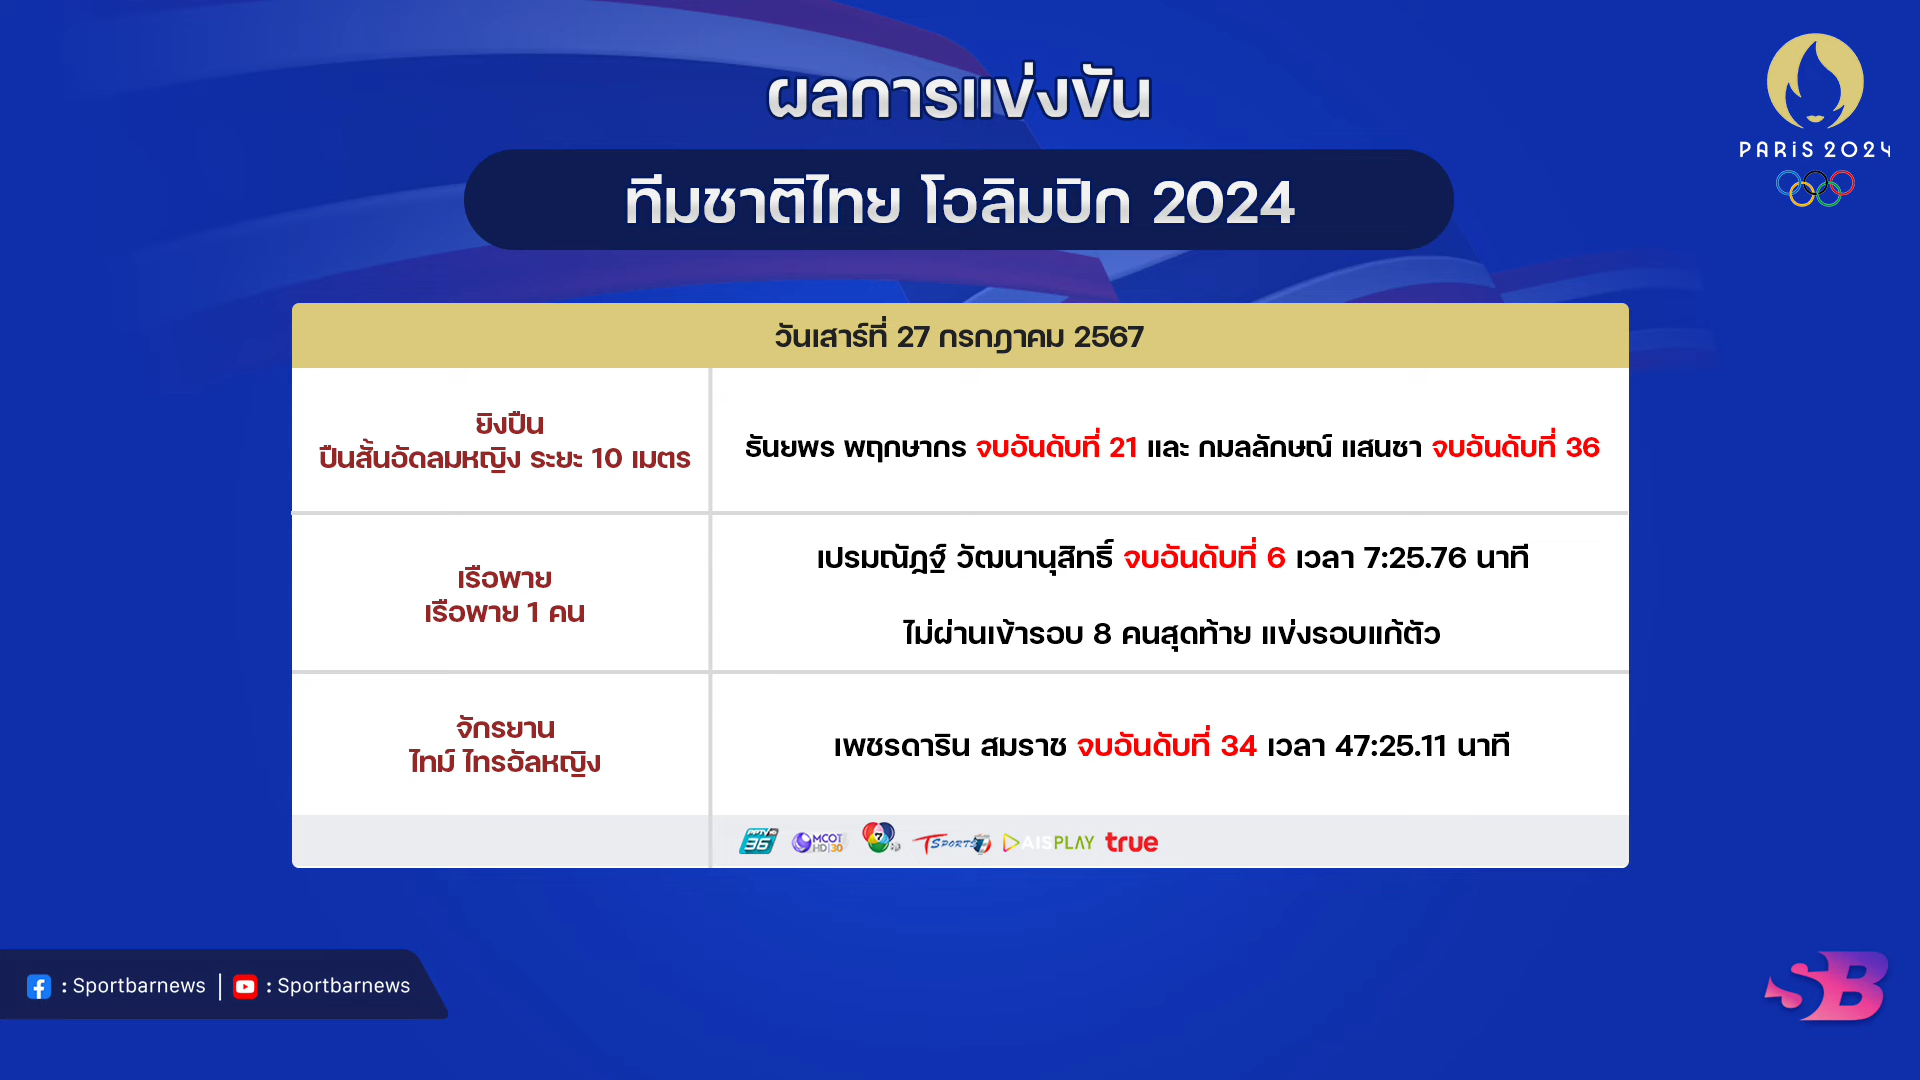 ผลการแข่งขัน
ทีมชาติไทย โอลิมปิก 2024
PARIS 2024
วันเสาร์ที่ 27 กรกฎาคม 2567
ยิงปืน
ปืนสั้นอัดลมหญิง ระยะ 10 เมตร
ธันยพร พฤกษากร จบอันดับที่ 21 และ กมลลักษณ์ แสนชา จบอันดับที่ 36
เรือพาย
เรือพาย 1 คน
เปรมณัฎฐ์ วัฒนานุสิทธิ์ จบอันดับที่ 6 เวลา 7:25.76 นาที
ไม่ผ่านเข้ารอบ 8 คนสุดท้าย แข่งรอบแก้ตัว
จักรยาน
ไทม์ ไทรอัลหญิง
เพชรดาริน สมราช จบอันดับที่ 34 เวลา 47:25.11 นาที
PPTV HD 36 MCOT HD 30 7 HD T SPORTS 7 AISPLAY true
: Sportbarnews | : Sportbarnews
SB